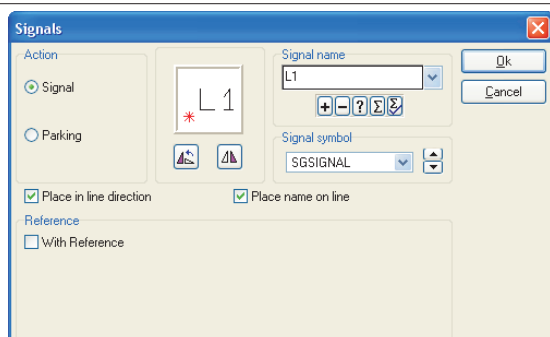 Signals
Action
Signal
Parking
L1
Signal name
L1
+ - ? Σ Σ
Signal symbol
SGSIGNAL
Ok
Cancel
Place in line direction
Place name on line
Reference
With Reference